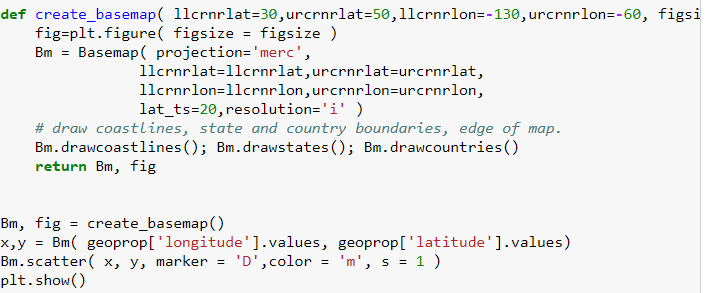 def create_basemap( llcrnrlat=30,urcrnrlat=50,llcrnrlon=-130,urcrnrlon=-60, figsi
    fig=plt.figure( figsize = figsize )
    Bm = Basemap( projection='merc',
                llcrnrlat=llcrnrlat,urcrnrlat=urcrnrlat,
                llcrnrlon=llcrnrlon,urcrnrlon=urcrnrlon,
                lat_ts=20,resolution='i' )
    # draw coastlines, state and country boundaries, edge of map.
    Bm.drawcoastlines(); Bm.drawstates(); Bm.drawcountries()
    return Bm, fig
Bm, fig = create_basemap()
x,y = Bm( geoprop['longitude'].values, geoprop['latitude'].values)
Bm.scatter( x, y, marker = 'D',color = 'm', s = 1 )
plt.show()